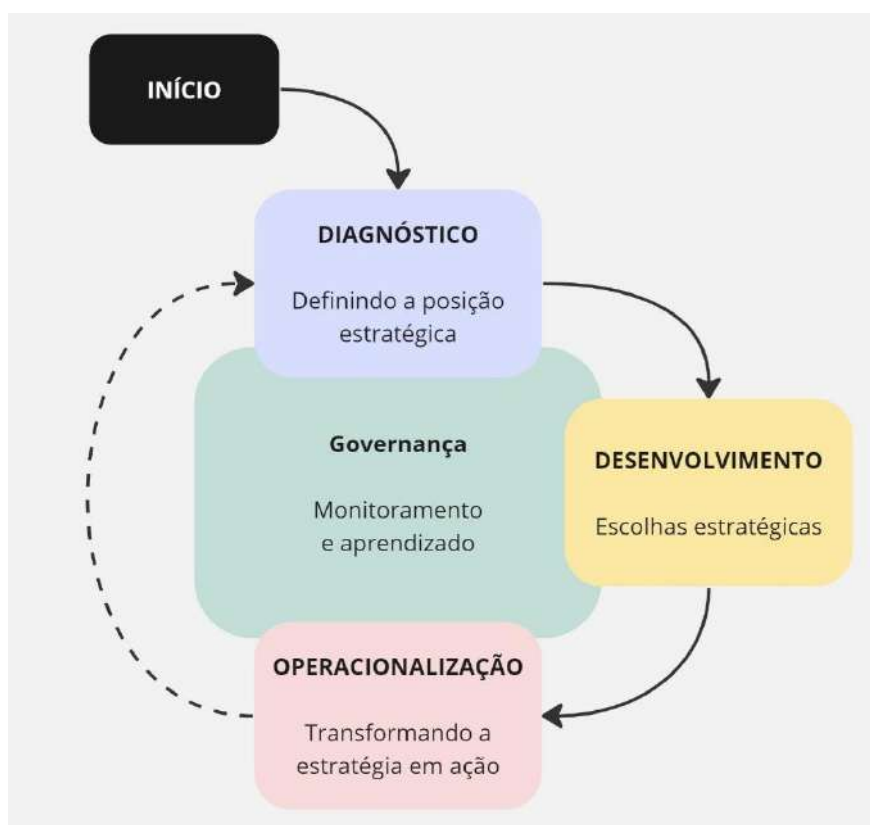 INÍCIO
DIAGNÓSTICO
Definindo a posição
estratégica
Governança
Monitoramento
e aprendizado
DESENVOLVIMENTO
Escolhas estratégicas
OPERACIONALIZAÇÃO
Transformando a
estratégia em ação